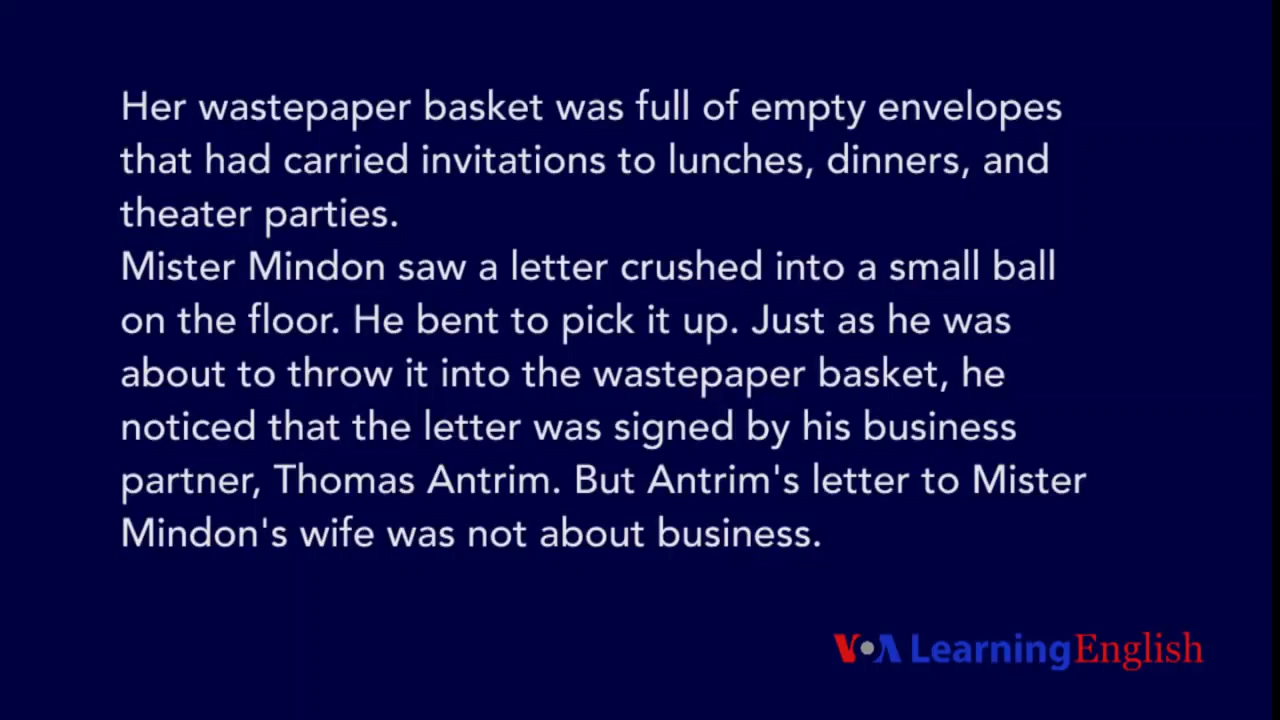 Her wastepaper basket was full of empty envelopes
that had carried invitations to lunches, dinners, and
theater parties.
Mister Mindon saw a letter crushed into a small ball
on the floor. He bent to pick it up. Just as he was
about to throw it into the wastepaper basket, he
noticed that the letter was signed by his business
partner, Thomas Antrim. But Antrim's letter to Mister
Mindon's wife was not about business.
VOA Learning English